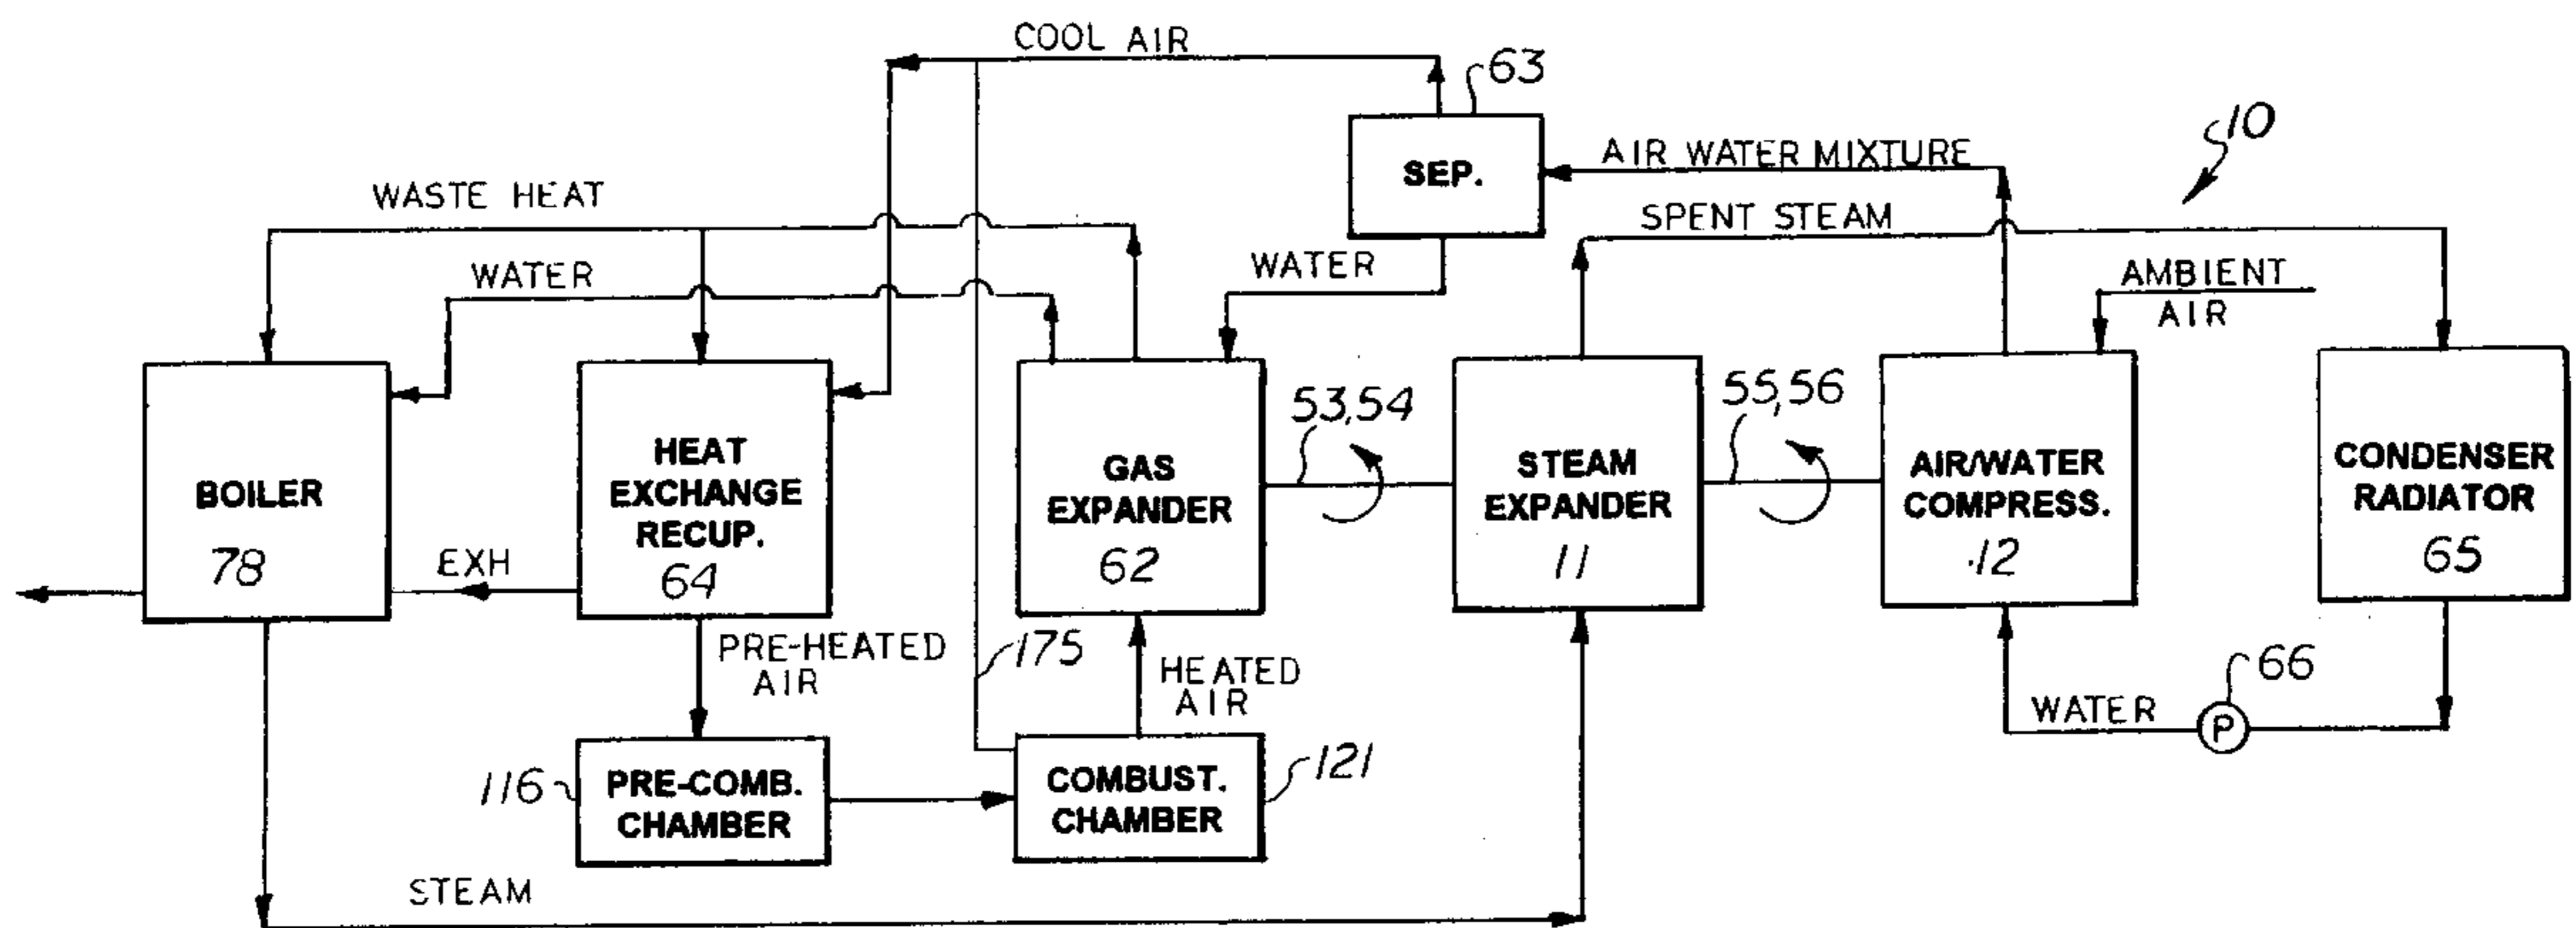 COOL AIR
63
10
SEP.
AIR WATER MIXTURE
WASTE HEAT
SPENT STEAM
WATER
WATER
AMBIENT
AIR
53,54
55,56
BOILER
78
HEAT
EXCHANGE
RECUP.
64
GAS
EXPANDER
62
STEAM
EXPANDER
11
AIR/WATER
COMPRESS.
12
CONDENSER
RADIATOR
65
EXH
PRE-HEATED
AIR
175
HEATED
AIR
66
WATER
P
116
PRE-COMB.
CHAMBER
COMBUST.
CHAMBER
121
STEAM